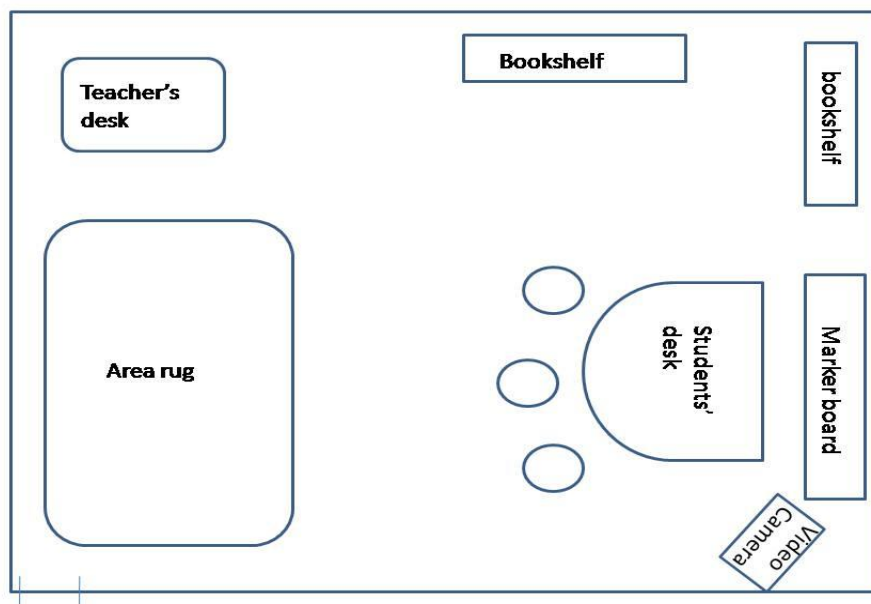 Teacher's
desk
Bookshelf
bookshelf
Area rug
Students'
desk
Marker board
Video
Camera